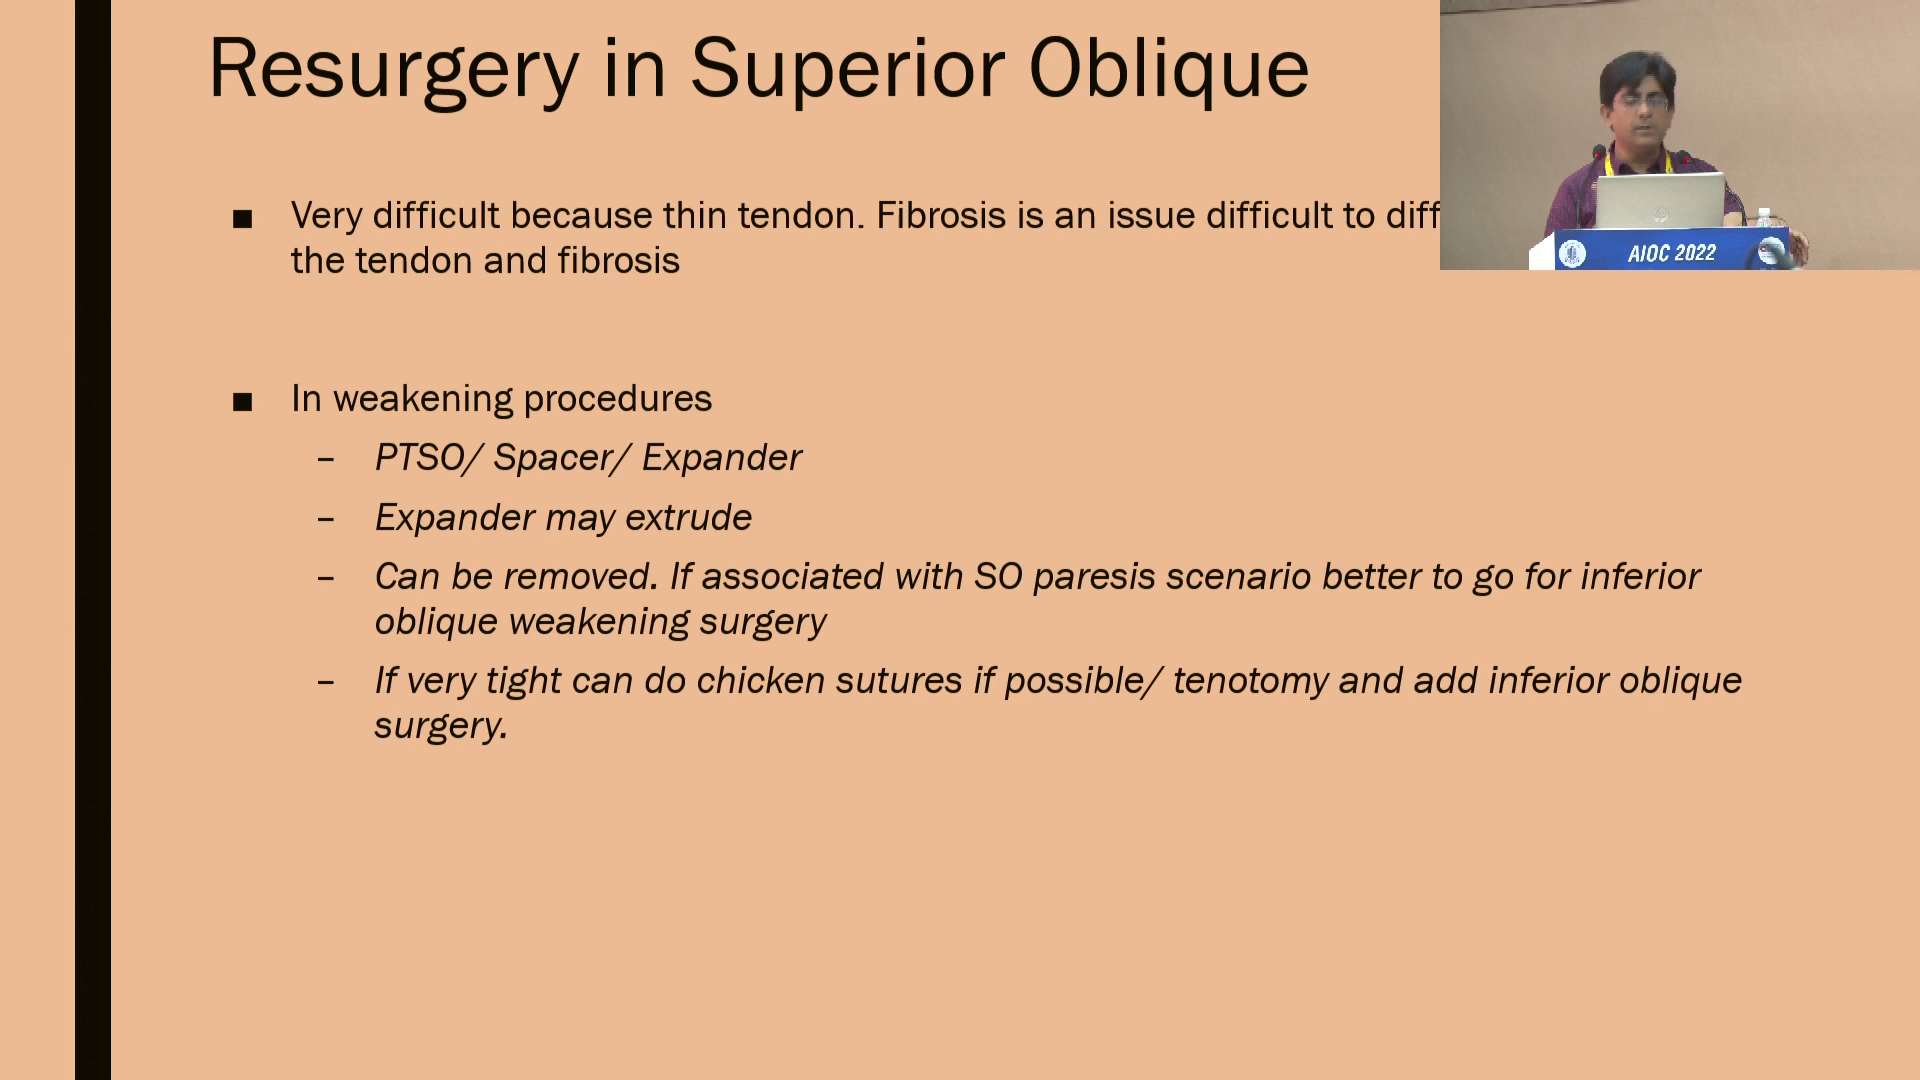 Resurgery in Superior Oblique
■ Very difficult because thin tendon. Fibrosis is an issue difficult to diff
the tendon and fibrosis
■ In weakening procedures
– PTSO/ Spacer/ Expander
– Expander may extrude
– Can be removed. If associated with SO paresis scenario better to go for inferior
oblique weakening surgery
– If very tight can do chicken sutures if possible/ tenotomy and add inferior oblique
surgery.
AIOC 2022